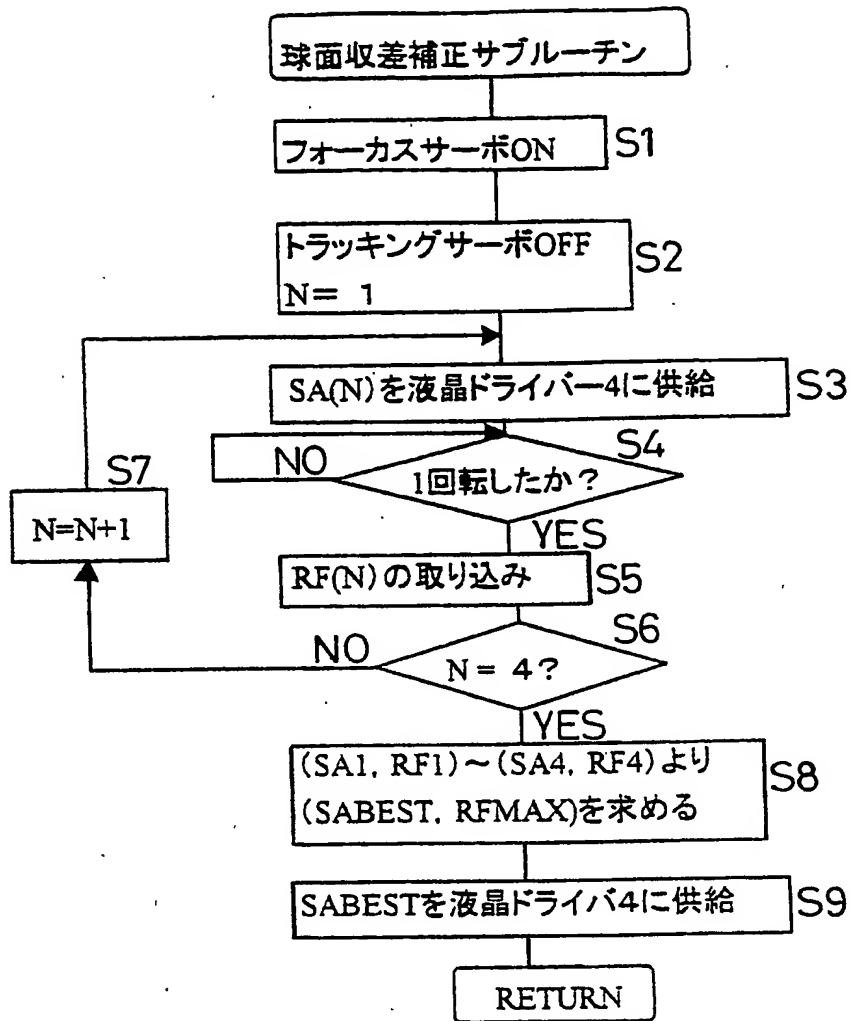 球面収差補正サブルーチン
フォーカスサーボON
S1
トラッキングサーボOFF
S2
N= 1
SA(N)を液晶ドライバー4に供給
S3
S4
NO
1回転したか?
S7
N=N+1
YES
RF(N)の取り込み
S5
S6
NO
N = 4?
YES
(SA1, RF1)~(SA4, RF4)より
S8
(SABEST, RFMAX)を求める
SABESTを液晶ドライバ4に供給
S9
RETURN